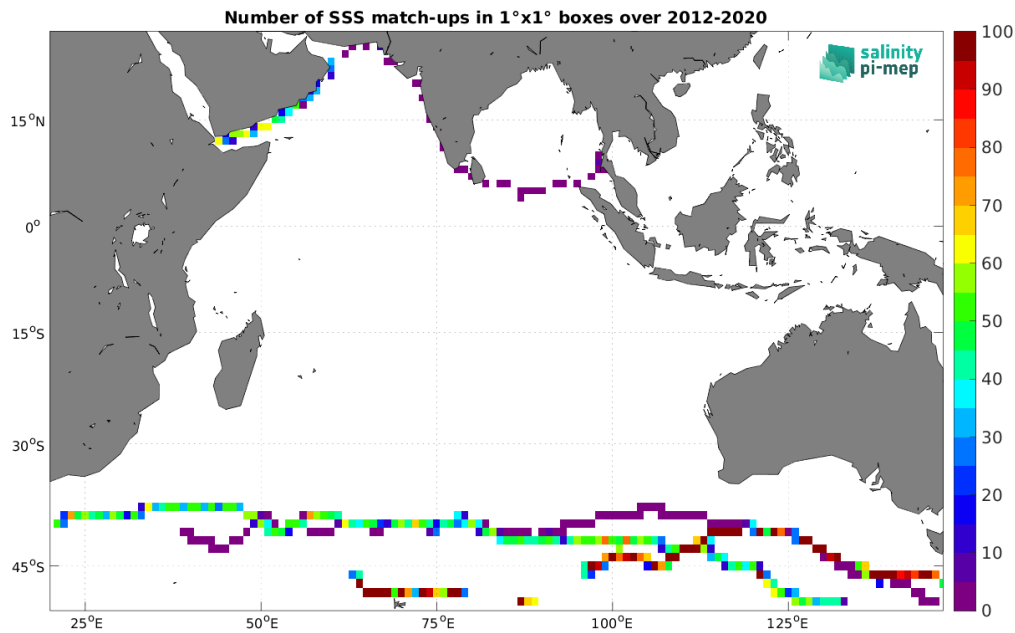 Number of SSS match-ups in 1°x1° boxes over 2012-2020
salinity
pi-mep
100
90
80
70
60
50
40
30
20
10
0
15°N
0°
15°S
30°S
45°S
25°E
50°E
75°E
100°E
125°E